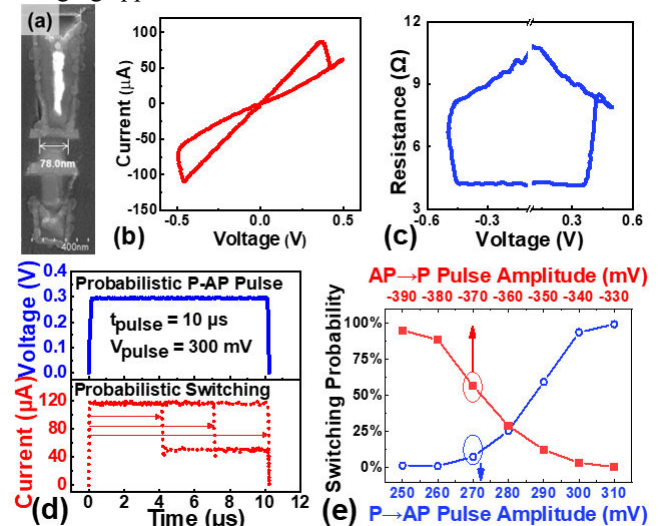 (a)
78.0nm
400nm
(b)
Current (µA)
100
50
0
-50
-100
-150
-0.5
0.0
0.5
Voltage (V)
(c)
Resistance (Ω)
12
9
6
3
-0.6
-0.3
0.3
0.6
Voltage (V)
(d)
Voltage (V)
0.4
0.3
0.2
0.1
0.0
Probabilistic P-AP Pulse
tpulse = 10 µs
Vpulse = 300 mV
Probabilistic Switching
Current (µA)
120
80
40
0
0
2
4
6
8
10
12
Time (µs)
AP→P Pulse Amplitude (mV)
-390 -380 -370 -360 -350 -340 -330
Switching Probability
100%
75%
50%
25%
0%
250 260 270 280 290 300 310
(e)
P→AP Pulse Amplitude (mV)